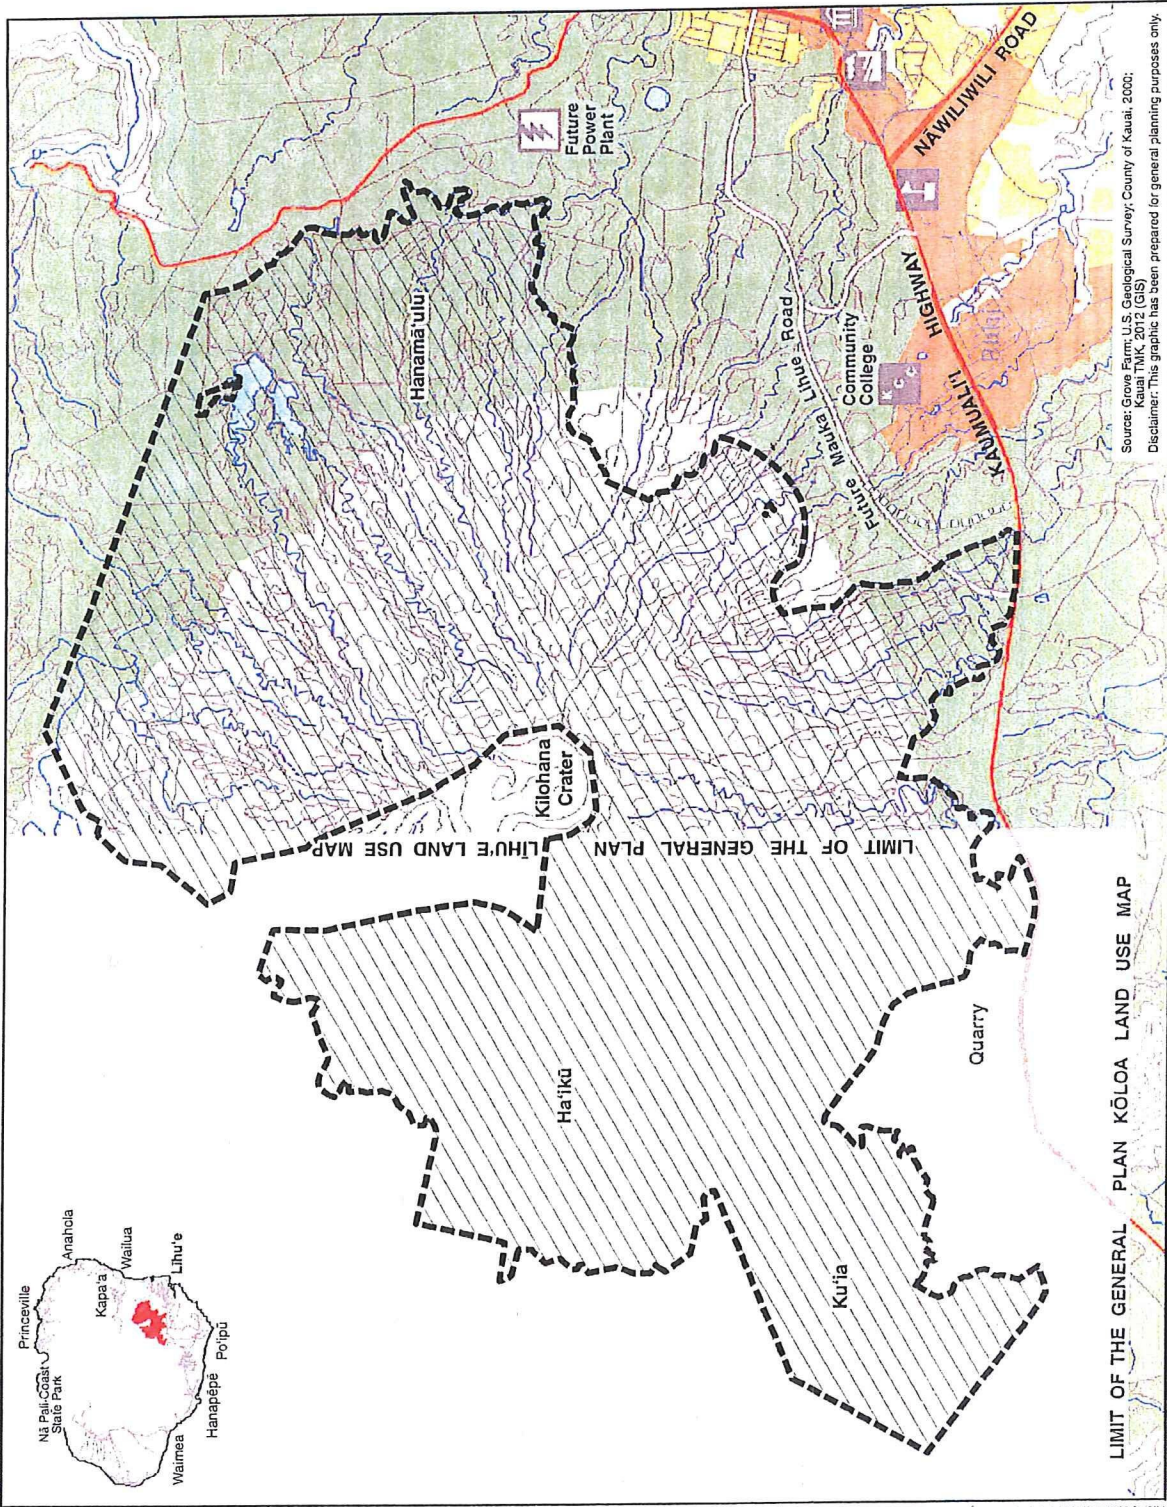 Princeville
Nā Pali Coast
State Park
Anahola
Kapa'a
Wailua
Līhu'e
Po'ipū
Hanapēpē
Waimea
Future
Power
Plant
NĀWILIWILI ROAD
Hanamā'ulu
Future Mauka Lihue Road
Community
College
KCC
KAUMUALI'I HIGHWAY
Puhi
Kilohana
Crater
LIMIT OF THE GENERAL PLAN LĪHU'E LAND USE MAP
Ha'ikū
Quarry
Ku'ia
LIMIT OF THE GENERAL PLAN KŌLOA LAND USE MAP
Source: Grove Farm; U.S. Geological Survey; County of Kauai, 2000;
Kauai TMK, 2012 (GIS)
Disclaimer: This graphic has been prepared for general planning purposes only.